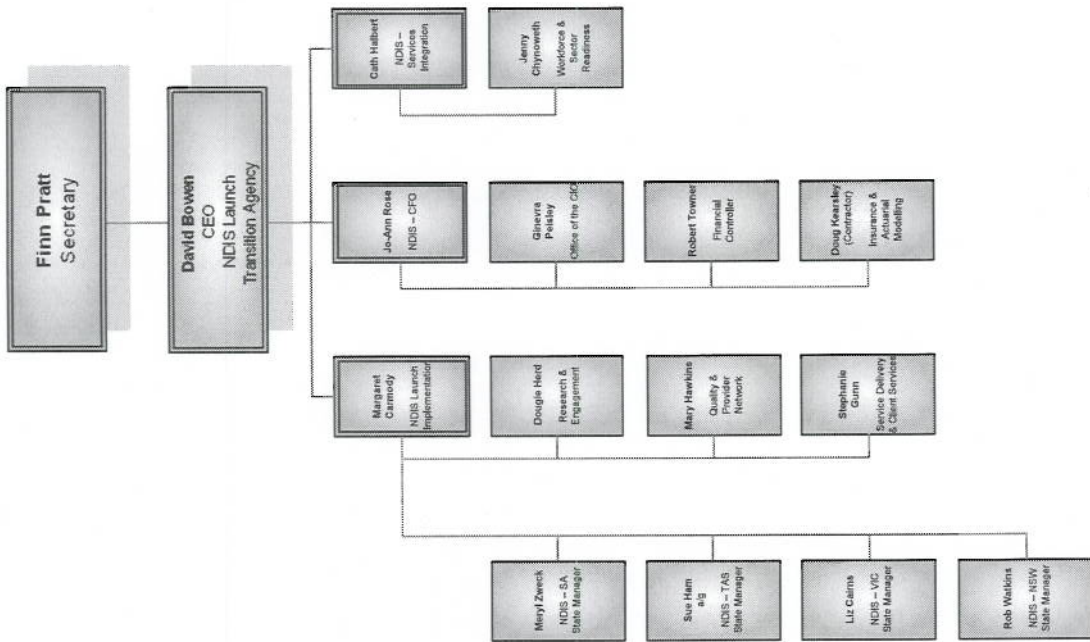 Finn Pratt
Secretary
David Bowen
CEO
NDIS Launch
Transition Agency
Margaret
Carmody
NDIS Launch
Implementation
Jo-Ann Rose
NDIS – CFO
Cath Halbert
NDIS –
Services
Integration
Dougie Herd
Research &
Engagement
Mary Hawkins
Quality &
Provider
Network
Stephanie
Gunn
Service Delivery
& Client Services
Ginevra
Peisley
Office of the CIO
Robert Towner
Financial
Controller
Doug Kearsley
(Contractor)
Insurance &
Actuarial
Modelling
Jenny
Chynoweth
Workforce &
Sector
Readiness
Meryl Zweck
NDIS – SA
State Manager
Sue Ham
a/g
NDIS – TAS
State Manager
Liz Cairns
NDIS – VIC
State Manager
Rob Watkins
NDIS – NSW
State Manager